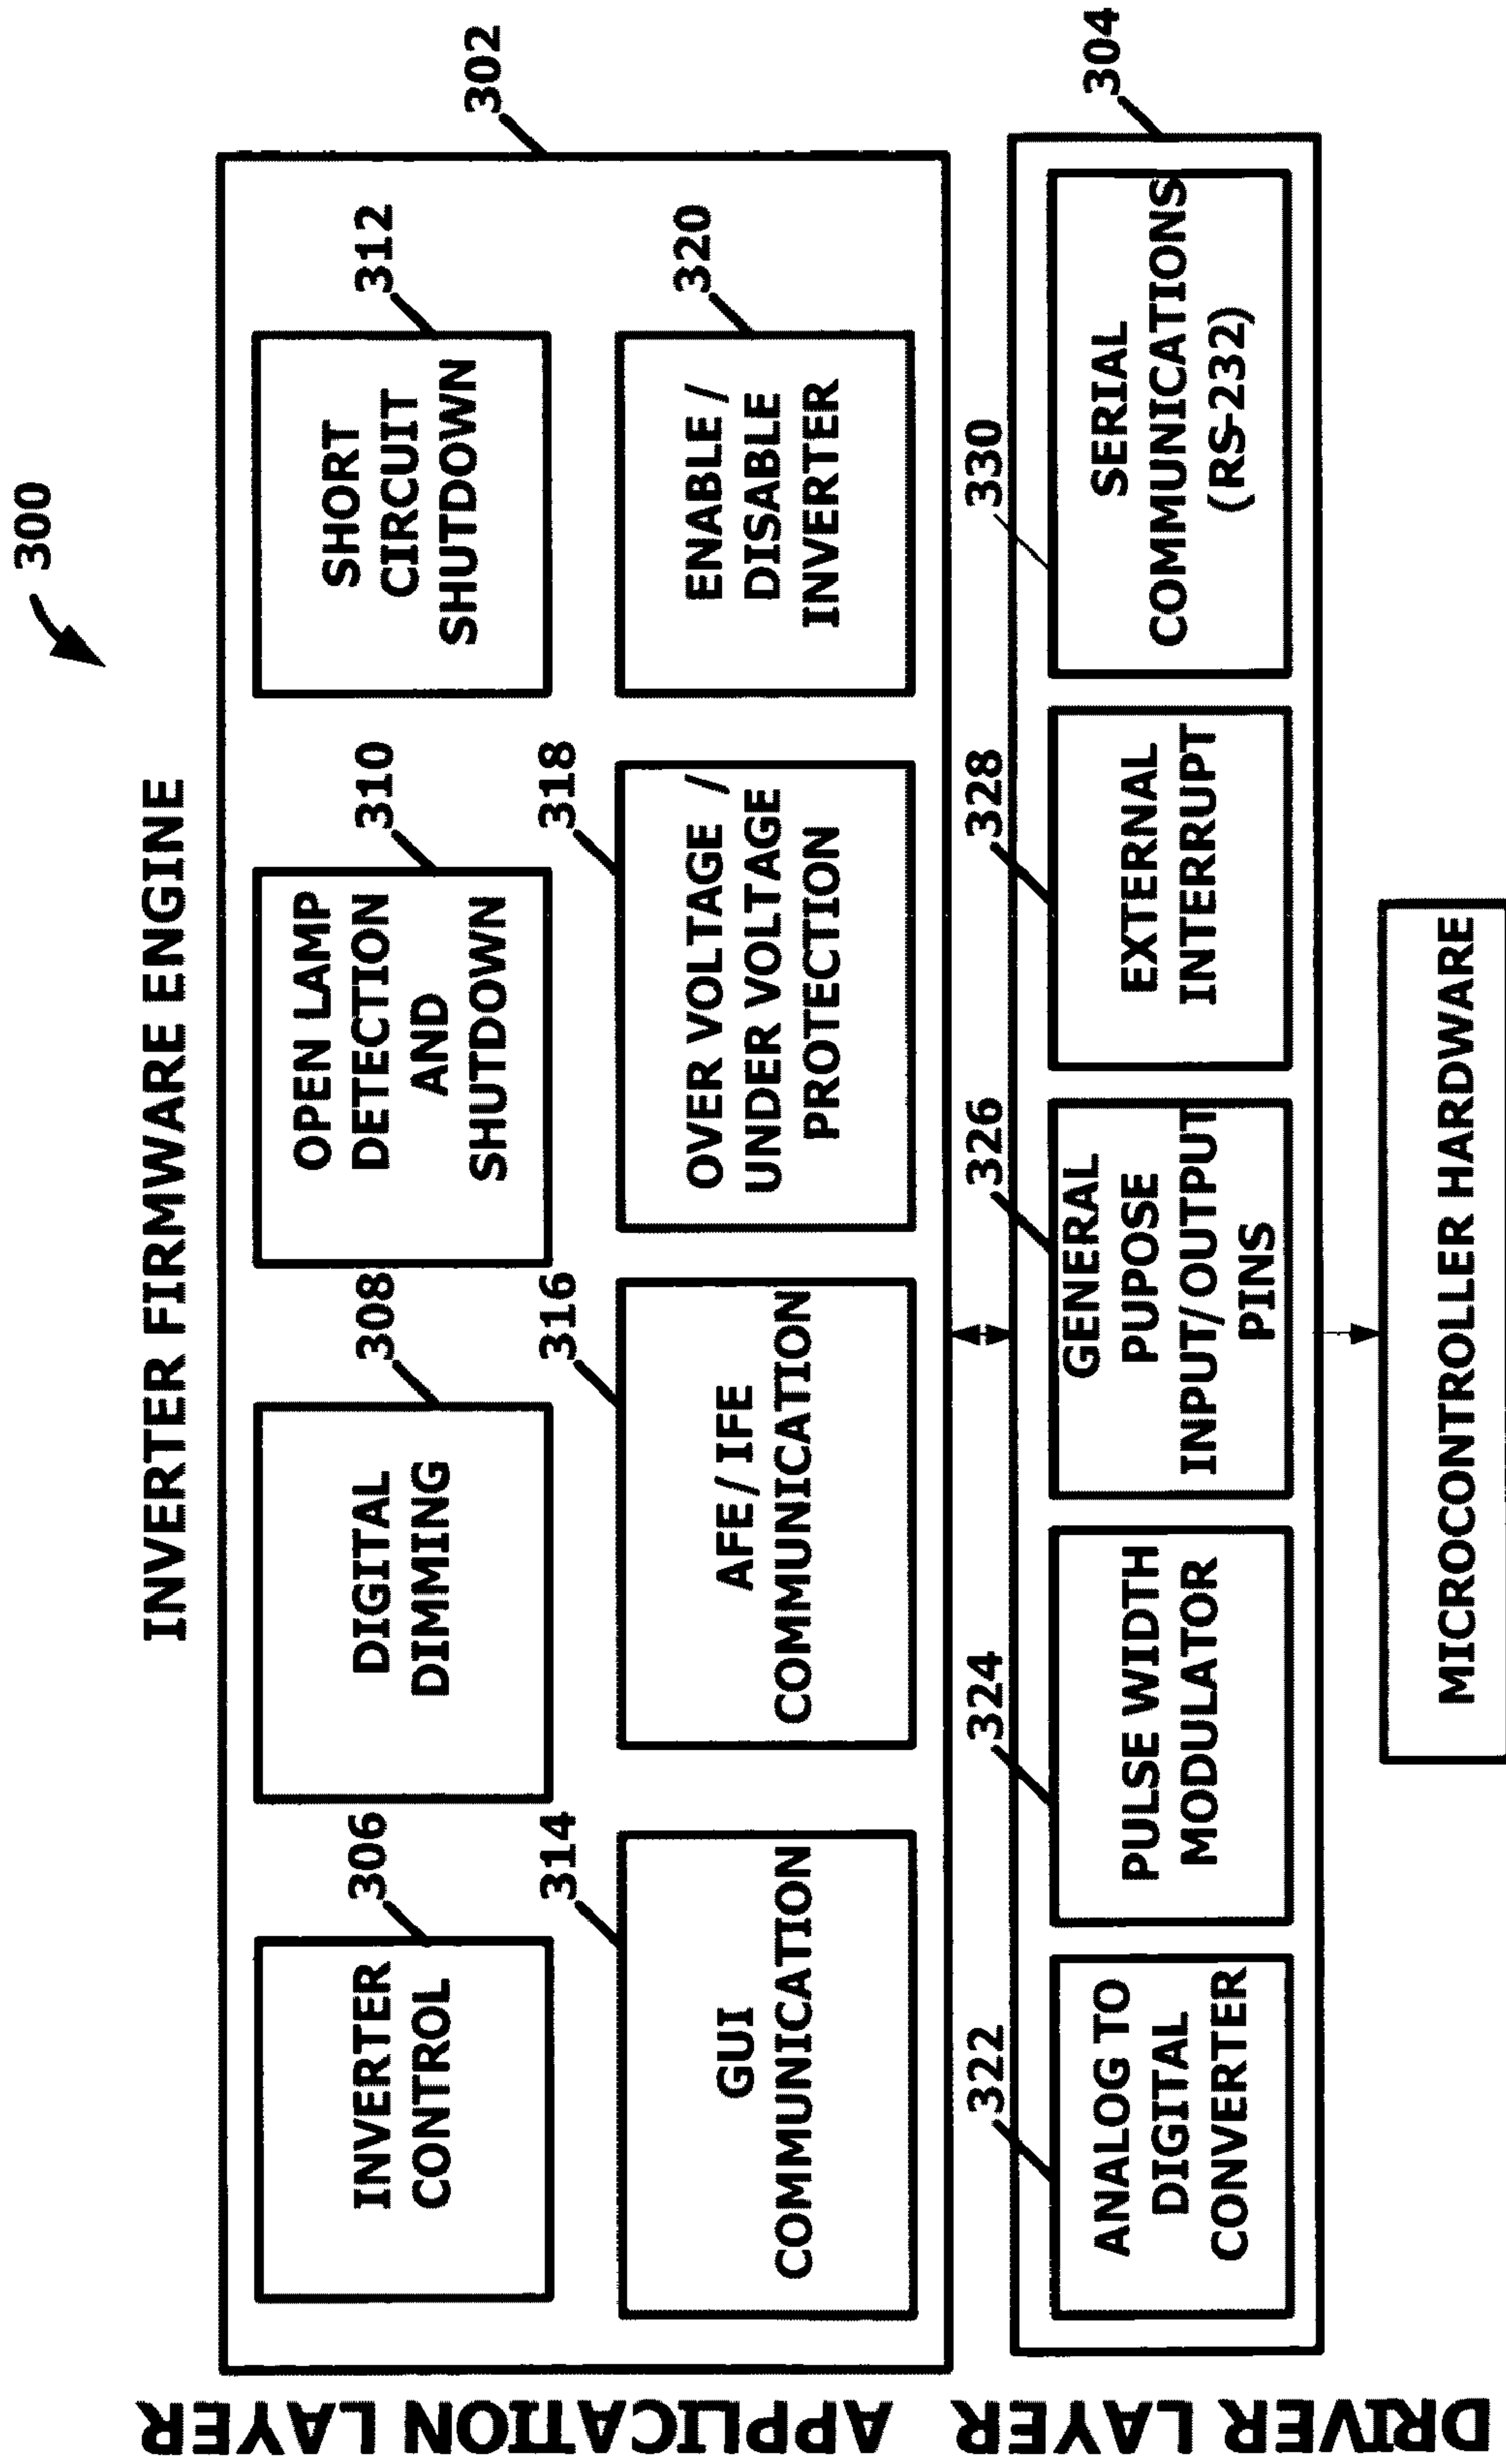 300
INVERTER FIRMWARE ENGINE
APPLICATION LAYER
302
306
INVERTER
CONTROL
308
DIGITAL
DIMMING
310
OPEN LAMP
DETECTION
AND
SHUTDOWN
312
SHORT
CIRCUIT
SHUTDOWN
314
GUI
COMMUNICATION
316
AFE/IFE
COMMUNICATION
318
OVER VOLTAGE /
UNDER VOLTAGE
PROTECTION
320
ENABLE /
DISABLE
INVERTER
DRIVER LAYER
304
322
ANALOG TO
DIGITAL
CONVERTER
324
PULSE WIDTH
MODULATOR
326
GENERAL
PUPOSE
INPUT/OUTPUT
PINS
328
EXTERNAL
INTERRUPT
330
SERIAL
COMMUNICATIONS
(RS-232)
MICROCONTROLLER HARDWARE